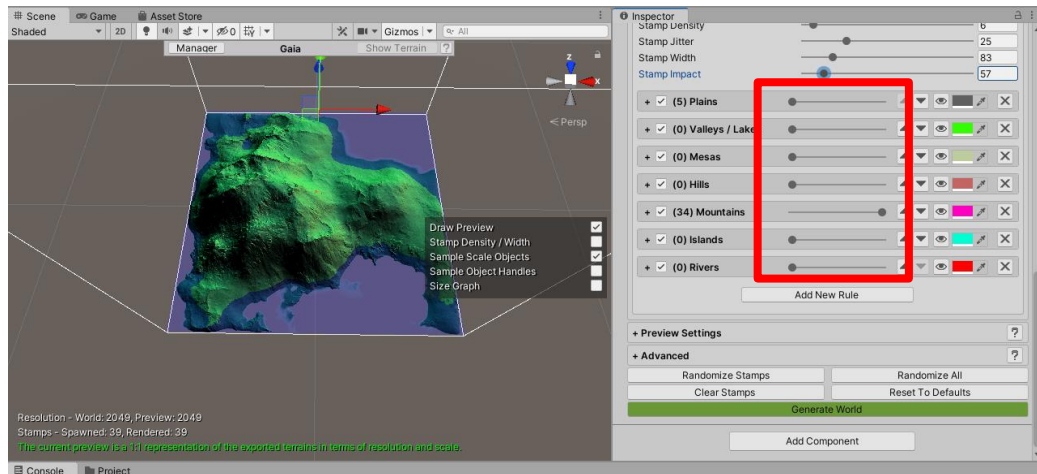 Scene Game Asset Store
Shaded 2D 0 Gizmos All
Manager Gaia Show Terrain ?
z
x
Persp
Draw Preview
Stamp Density / Width
Sample Scale Objects
Sample Object Handles
Size Graph
Resolution - World: 2049, Preview: 2049
Stamps - Spawned: 39, Rendered: 39
The current preview is a 1:1 representation of the exported terrains in terms of resolution and scale.
Console Project
Inspector
Stamp Density 6
Stamp Jitter 25
Stamp Width 83
Stamp Impact 57
+ (5) Plains
+ (0) Valleys / Lake
+ (0) Mesas
+ (0) Hills
+ (34) Mountains
+ (0) Islands
+ (0) Rivers
Add New Rule
+ Preview Settings ?
+ Advanced ?
Randomize Stamps Randomize All
Clear Stamps Reset To Defaults
Generate World
Add Component